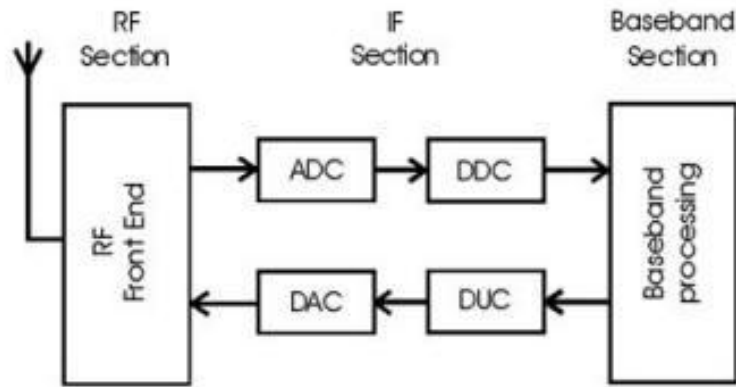 RF
Section
IF
Section
Baseband
Section
RF
Front End
ADC
DDC
DAC
DUC
Baseband
processing